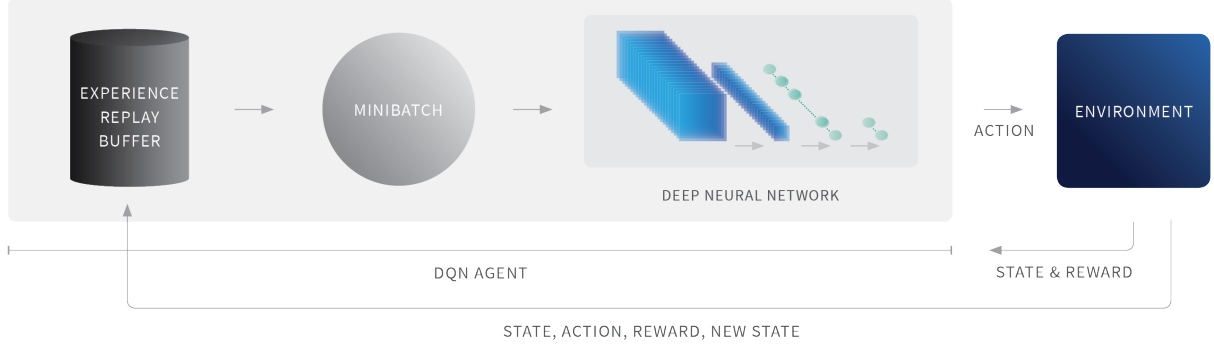 EXPERIENCE
REPLAY
BUFFER
MINIBATCH
DEEP NEURAL NETWORK
ACTION
ENVIRONMENT
DQN AGENT
STATE & REWARD
STATE, ACTION, REWARD, NEW STATE